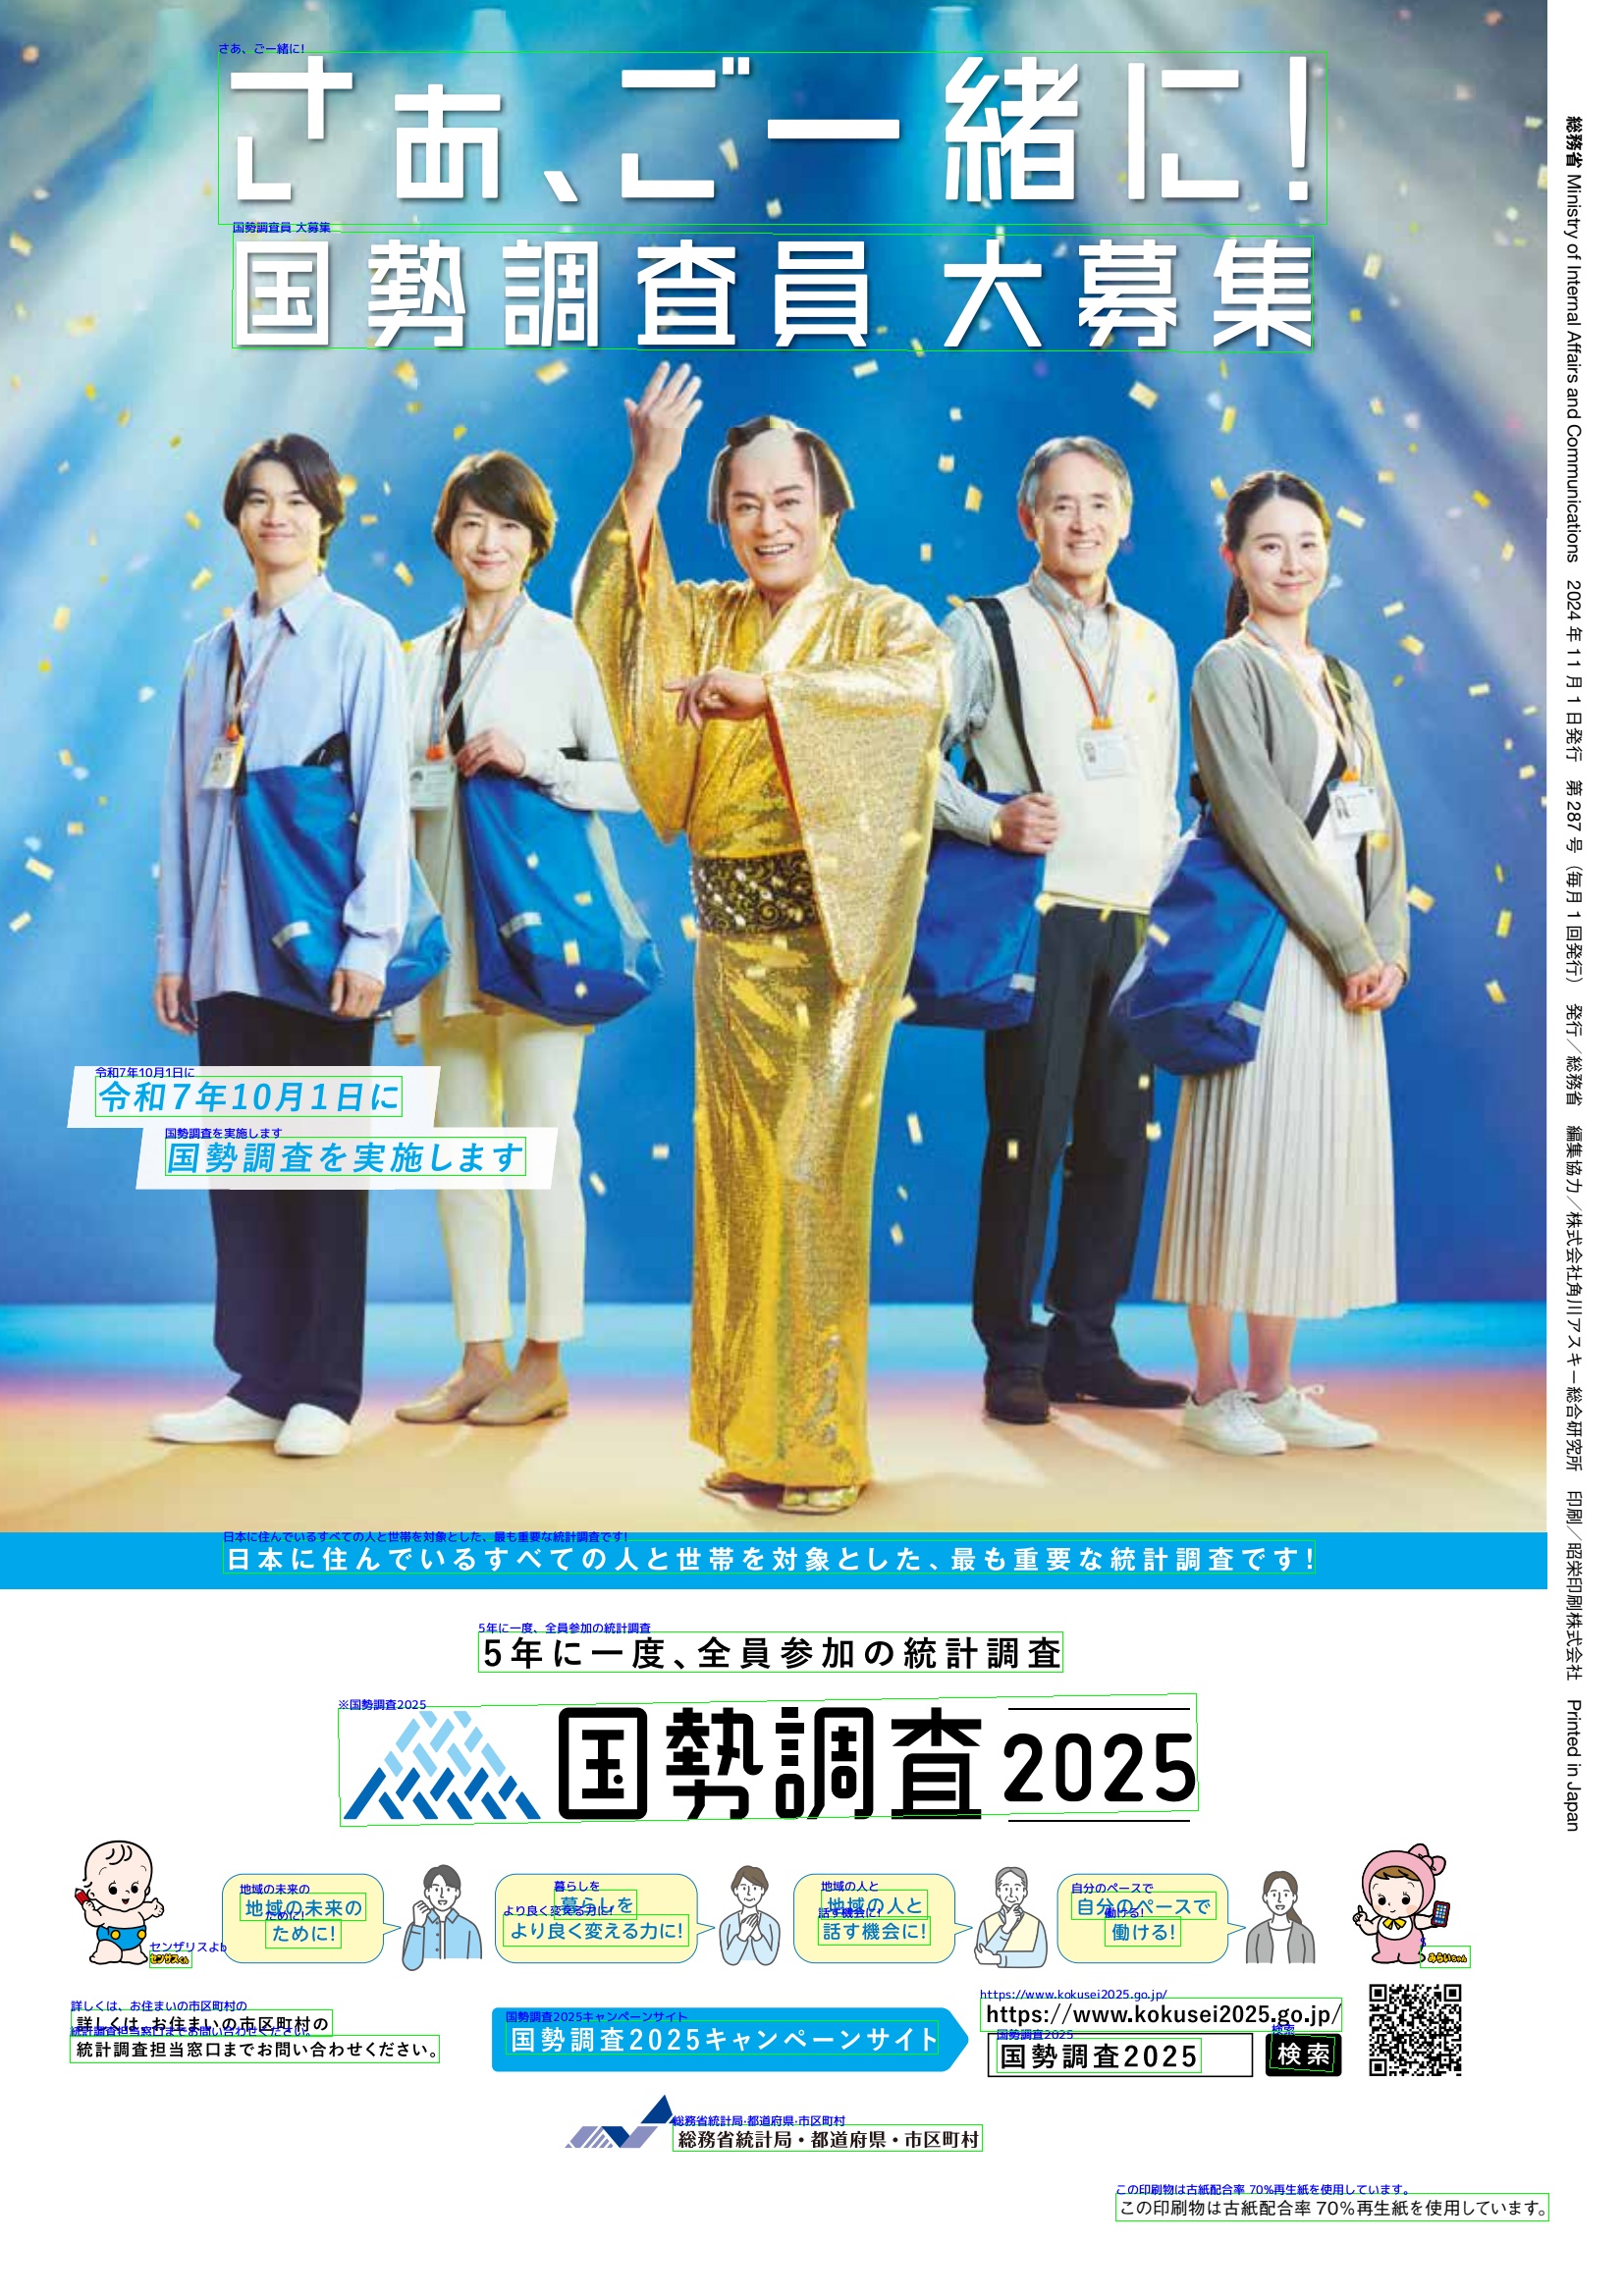 さあ、ご一緒に!
国勢調査員 大募集
令和7年10月1日に
国勢調査を実施します
日本に住んでいるすべての人と世帯を対象とした、最も重要な統計調査です!
5年に一度、全員参加の統計調査
国勢調査2025
地域の未来の
ために!
暮らしを
より良く変える力に!
地域の人と
話す機会に!
自分のペースで
働ける!
センサスくん
みらいちゃん
詳しくは、お住まいの市区町村の
統計調査担当窓口までお問い合わせください。
国勢調査2025キャンペーンサイト
https://www.kokusei2025.go.jp/
国勢調査2025
検索
総務省統計局・都道府県・市区町村
この印刷物は古紙配合率 70%再生紙を使用しています。
総務省 Ministry of Internal Affairs and Communications 2024年11月1日発行 第287号（毎月1回発行） 発行／総務省 編集協力／株式会社角川アスキー総合研究所 印刷／昭栄印刷株式会社 Printed in Japan